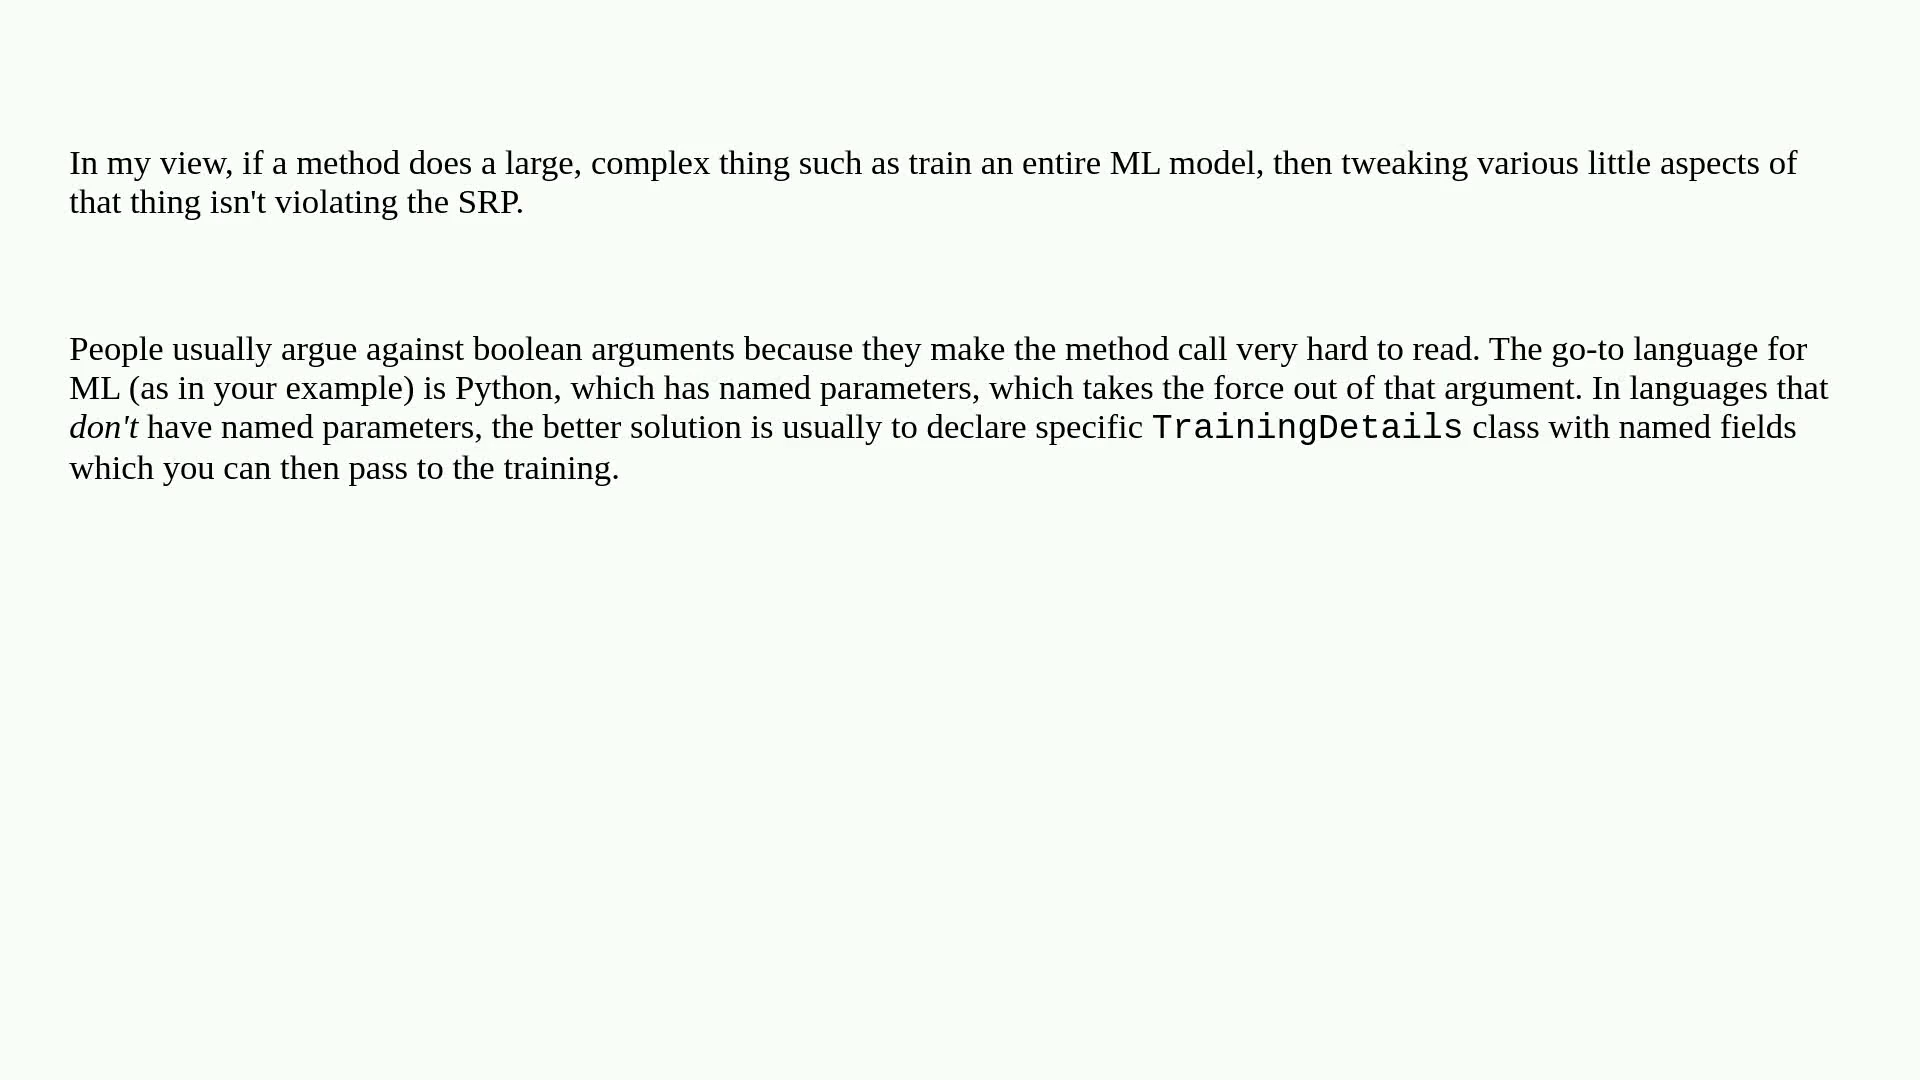 In my view, if a method does a large, complex thing such as train an entire ML model, then tweaking various little aspects of
that thing isn't violating the SRP.
People usually argue against boolean arguments because they make the method call very hard to read. The go-to language for
ML (as in your example) is Python, which has named parameters, which takes the force out of that argument. In languages that
don't have named parameters, the better solution is usually to declare specific TrainingDetails class with named fields
which you can then pass to the training.